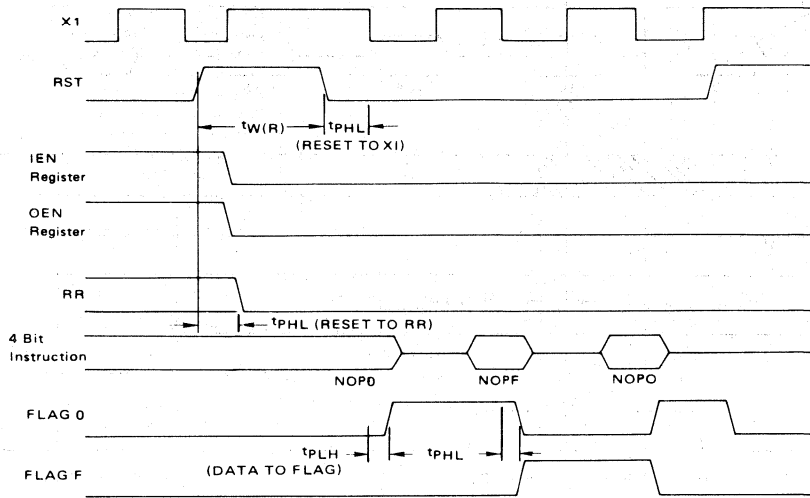 X1
RST
tW(R)
tPHL
(RESET TO XI)
IEN
Register
OEN
Register
RR
tPHL (RESET TO RR)
4 Bit
Instruction
NOP0
NOPF
NOPO
FLAG 0
tPLH
tPHL
(DATA TO FLAG)
FLAG F